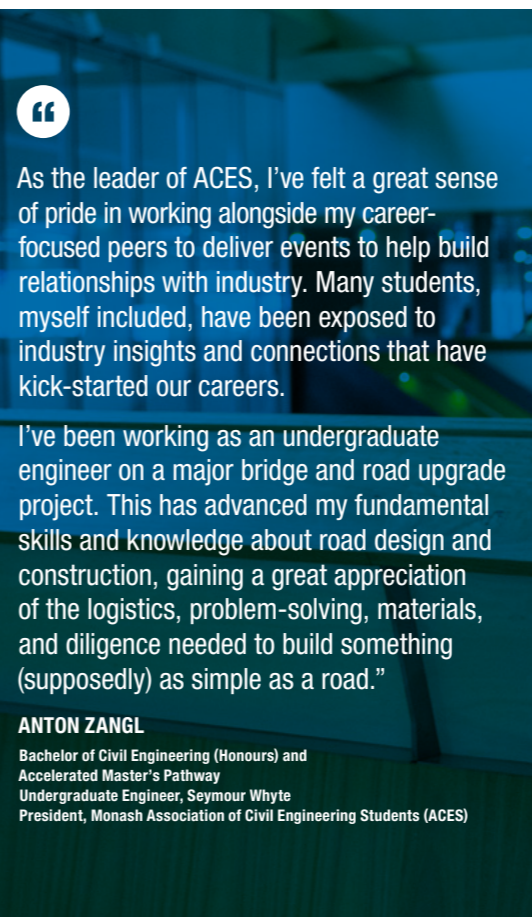 “
As the leader of ACES, I’ve felt a great sense
of pride in working alongside my career-
focused peers to deliver events to help build
relationships with industry. Many students,
myself included, have been exposed to
industry insights and connections that have
kick-started our careers.
I’ve been working as an undergraduate
engineer on a major bridge and road upgrade
project. This has advanced my fundamental
skills and knowledge about road design and
construction, gaining a great appreciation
of the logistics, problem-solving, materials,
and diligence needed to build something
(supposedly) as simple as a road.”
ANTON ZANGL
Bachelor of Civil Engineering (Honours) and
Accelerated Master’s Pathway
Undergraduate Engineer, Seymour Whyte
President, Monash Association of Civil Engineering Students (ACES)